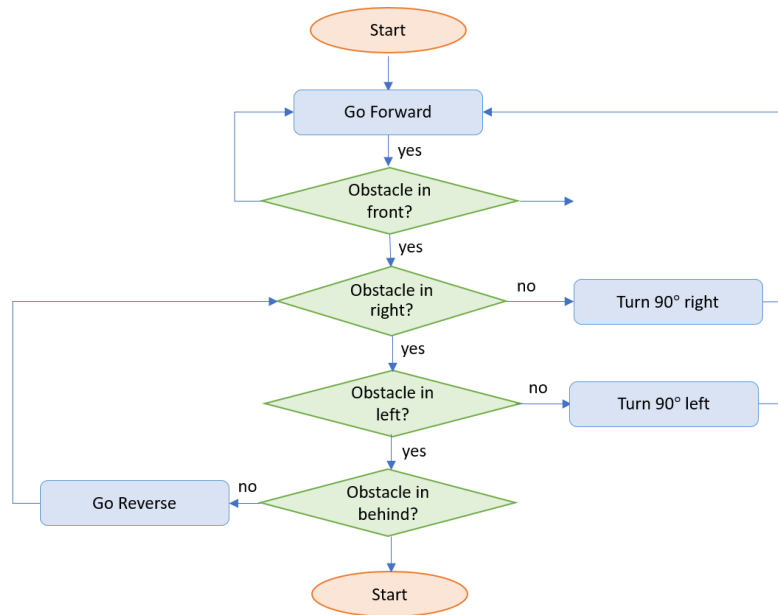 Start
Go Forward
yes
Obstacle in
front?
yes
Obstacle in
right?
no
Turn 90° right
yes
Obstacle in
left?
no
Turn 90° left
yes
Go Reverse
no
Obstacle in
behind?
Start